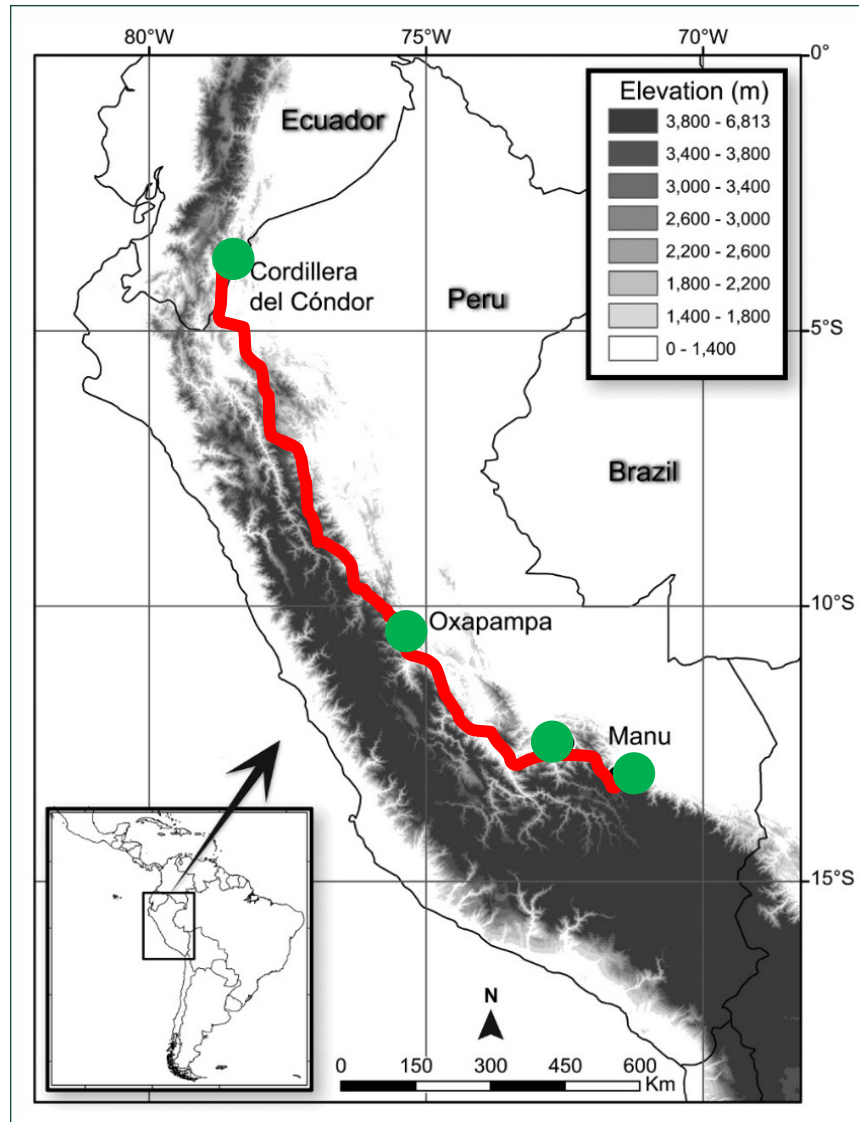 80°W 75°W 70°W
0°
Elevation (m)
3,800 - 6,813
3,400 - 3,800
3,000 - 3,400
2,600 - 3,000
2,200 - 2,600
1,800 - 2,200
1,400 - 1,800
0 - 1,400
Ecuador
Cordillera
del Cóndor
Peru
5°S
Brazil
10°S
Oxapampa
Manu
15°S
N
0 150 300 450 600
Km